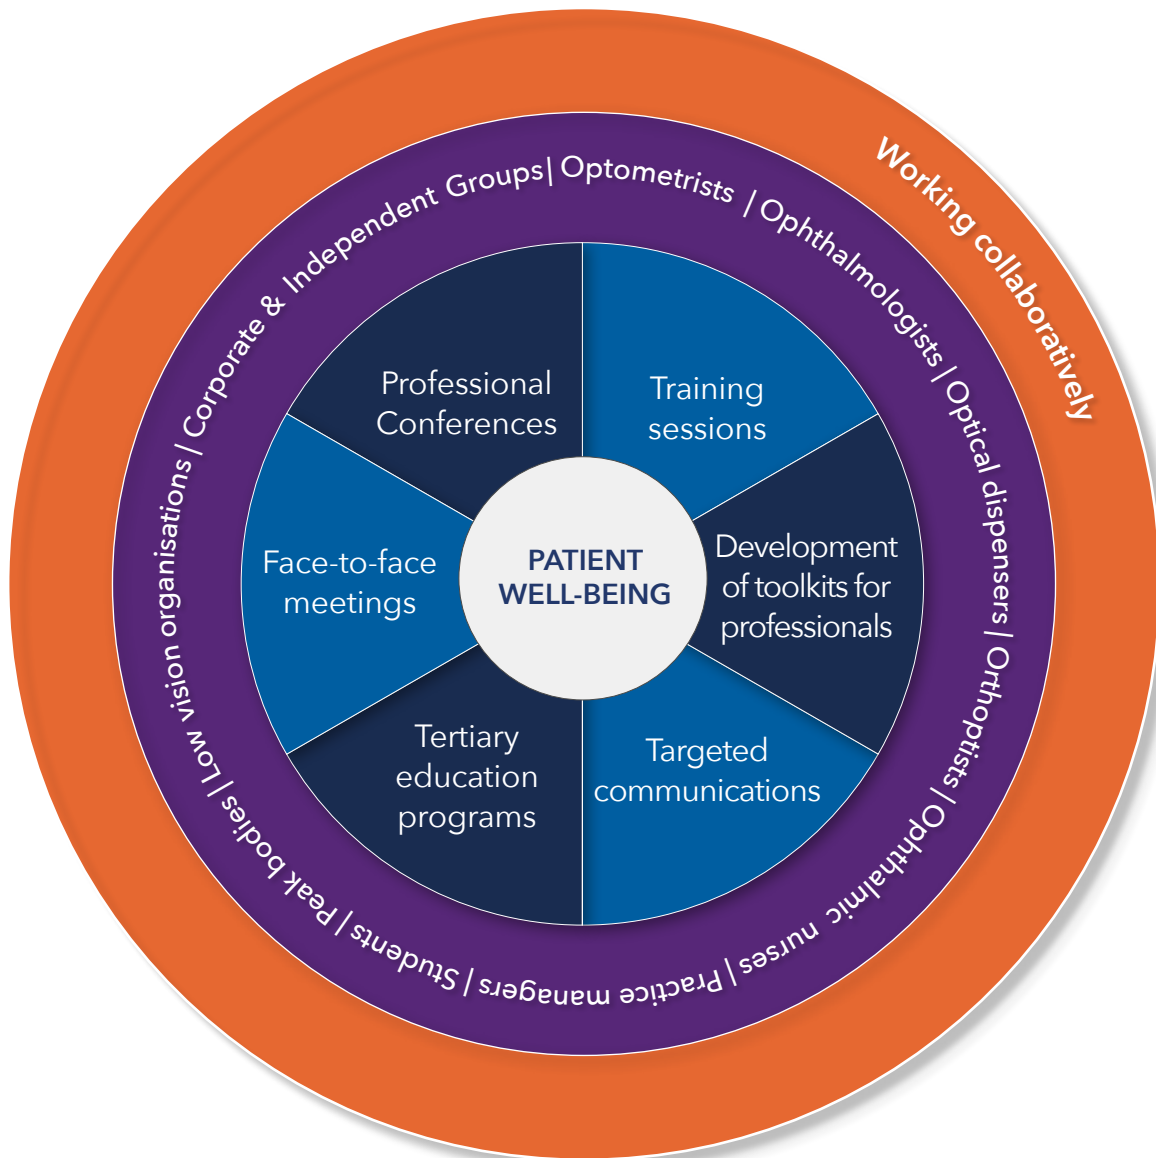 Working collaboratively
Optometrists | Ophthalmologists | Optical dispensers | Orthoptists | Ophthalmic nurses | Practice managers | Students | Peak bodies | Low vision organisations | Corporate & Independent Groups|
Professional
Conferences
Training
sessions
Development
of toolkits for
professionals
Targeted
communications
Tertiary
education
programs
Face-to-face
meetings
PATIENT
WELL-BEING